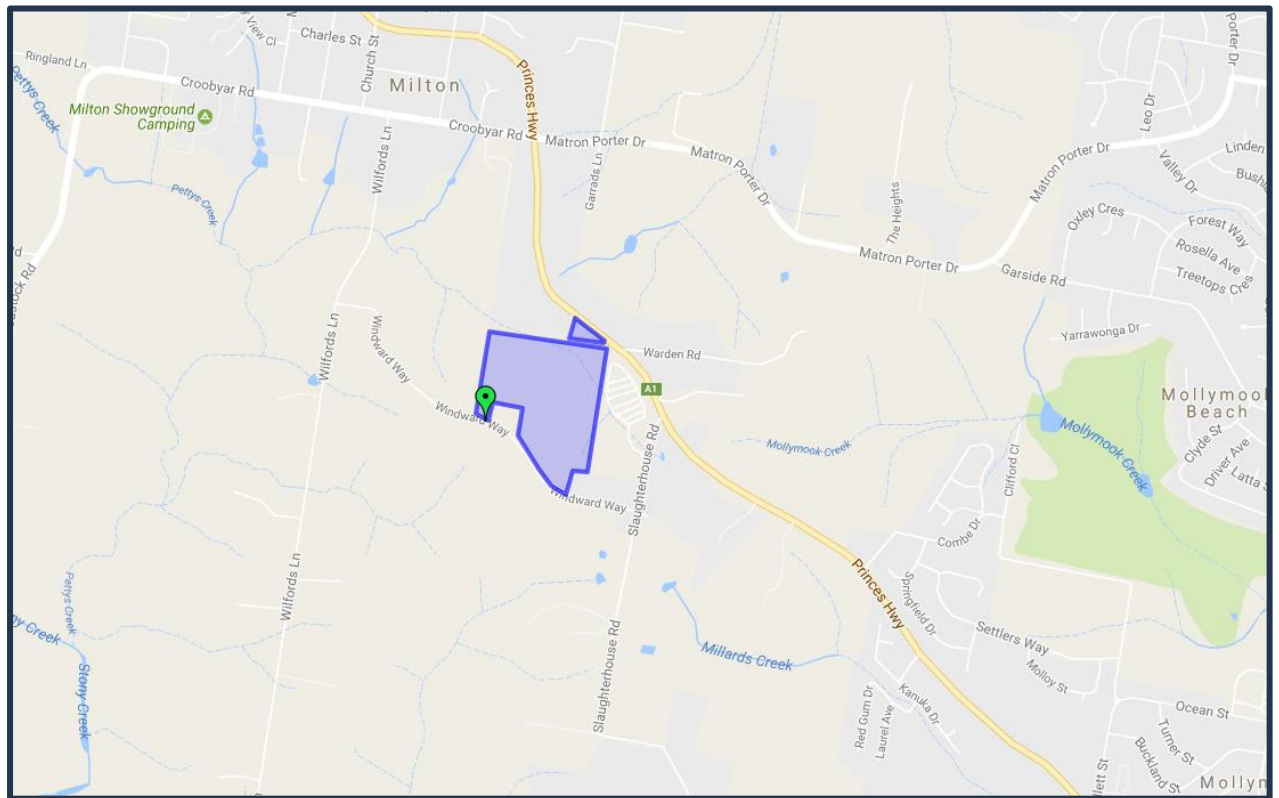 Porter Dr
Charles St
View Cl
Church St
Ringland Ln
Princes Hwy
Milton
Croobyar Rd
Pettys Creek
Milton Showground
Camping
Croobyar Rd
Matron Porter Dr
Leo Dr
Linden
Matron Porter Dr
Matron Porter Dr
Valley Dr
Wilfords Ln
Garrads Ln
Pettys Creek
The Heights
Oxley Cres
Forest Way
Rosella Ave
Treetops Cres
Matron Porter Dr
Garside Rd
Wilfords Ln
Windward Way
Yarrawonga Dr
Warden Rd
A1
Mollymook
Beach
Windward Way
Clyde St
Driver Ave
Mollymook Creek
Mollymook Creek
Latta S
Clifford Cl
Slaughterhouse Rd
Windward Way
Combe Dr
Princes Hwy
Springfield Dr
Wilfords Ln
Pettys Creek
Settlers Way
Slaughterhouse Rd
Millards Creek
Molloy St
Stony Creek
Kanuka Dr
Red Gum Dr
Laurel Ave
Ocean St
Turner St
Buckland St
Mollyn